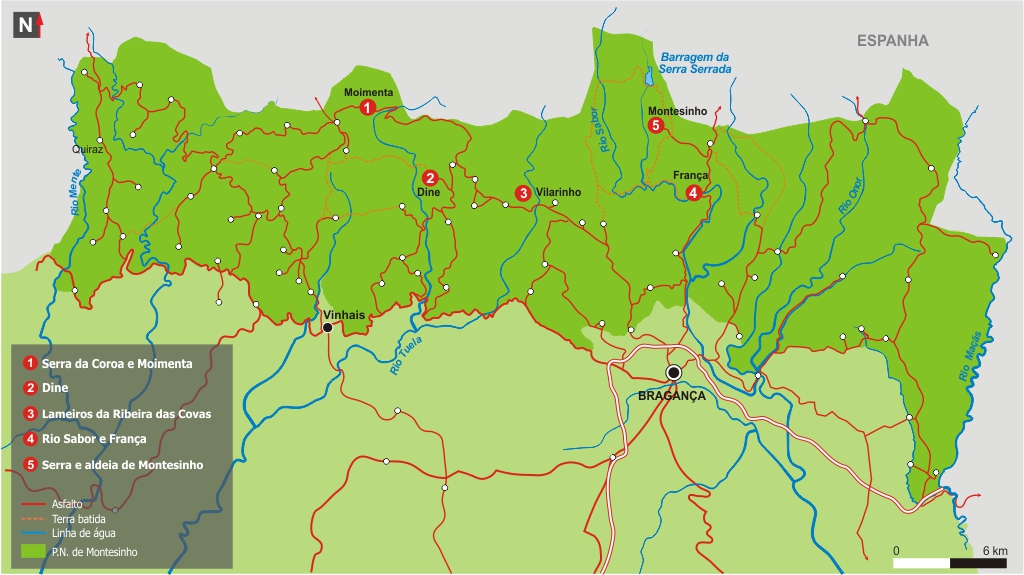 N
ESPANHA
Barragem da
Serra Serrada
Moimenta
1
Montesinho
5
Rio Sabor
Quiraz
Rio Mente
2
Dine
3
Vilarinho
França
4
Rio Onor
Vinhais
Rio Tuela
BRAGANÇA
Rio Maçãs
1 Serra da Coroa e Moimenta
2 Dine
3 Lameiros da Ribeira das Covas
4 Rio Sabor e França
5 Serra e aldeia de Montesinho
Asfalto
Terra batida
Linha de água
P.N. de Montesinho
0 6 km